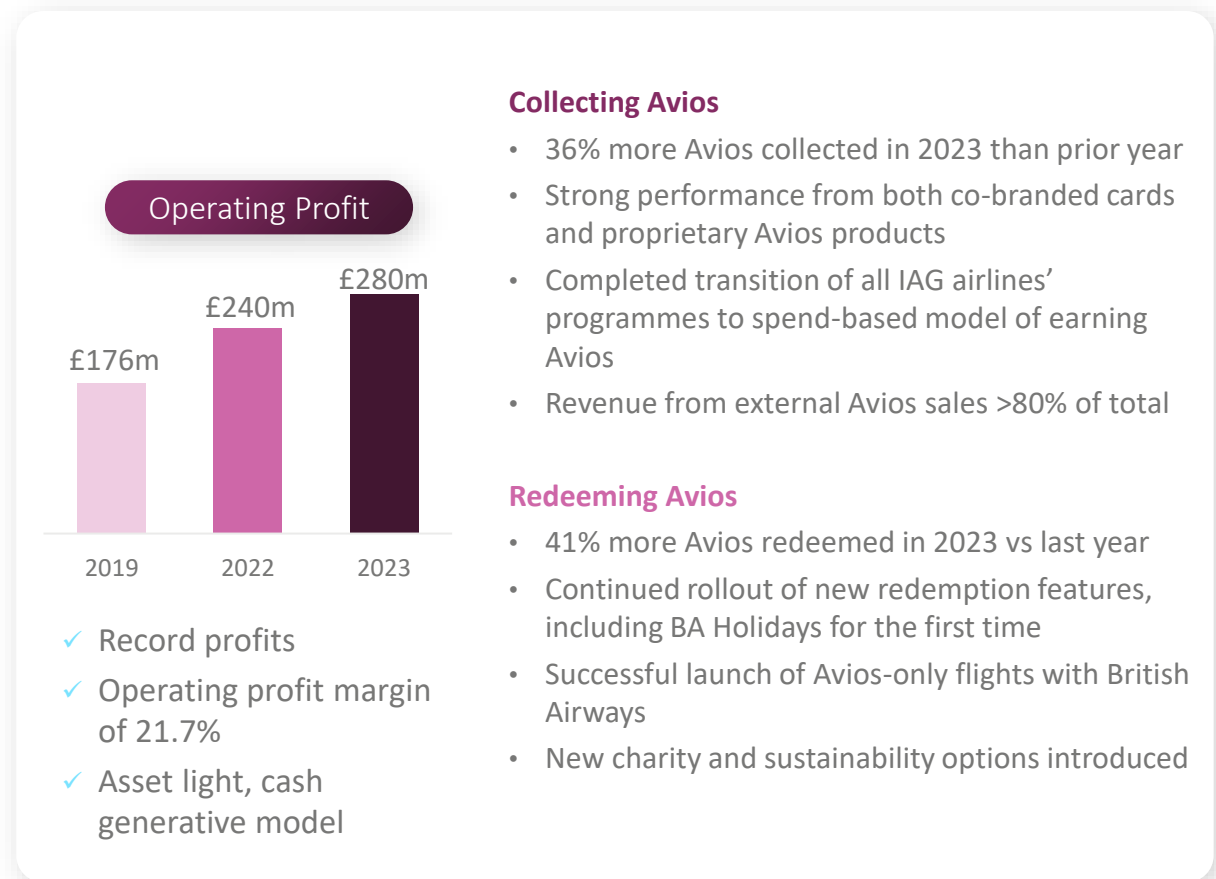 Operating Profit
£176m
£240m
£280m
2019
2022
2023
✓ Record profits
✓ Operating profit margin
of 21.7%
✓ Asset light, cash
generative model
Collecting Avios
• 36% more Avios collected in 2023 than prior year
• Strong performance from both co-branded cards
and proprietary Avios products
• Completed transition of all IAG airlines’
programmes to spend-based model of earning
Avios
• Revenue from external Avios sales >80% of total
Redeeming Avios
• 41% more Avios redeemed in 2023 vs last year
• Continued rollout of new redemption features,
including BA Holidays for the first time
• Successful launch of Avios-only flights with British
Airways
• New charity and sustainability options introduced